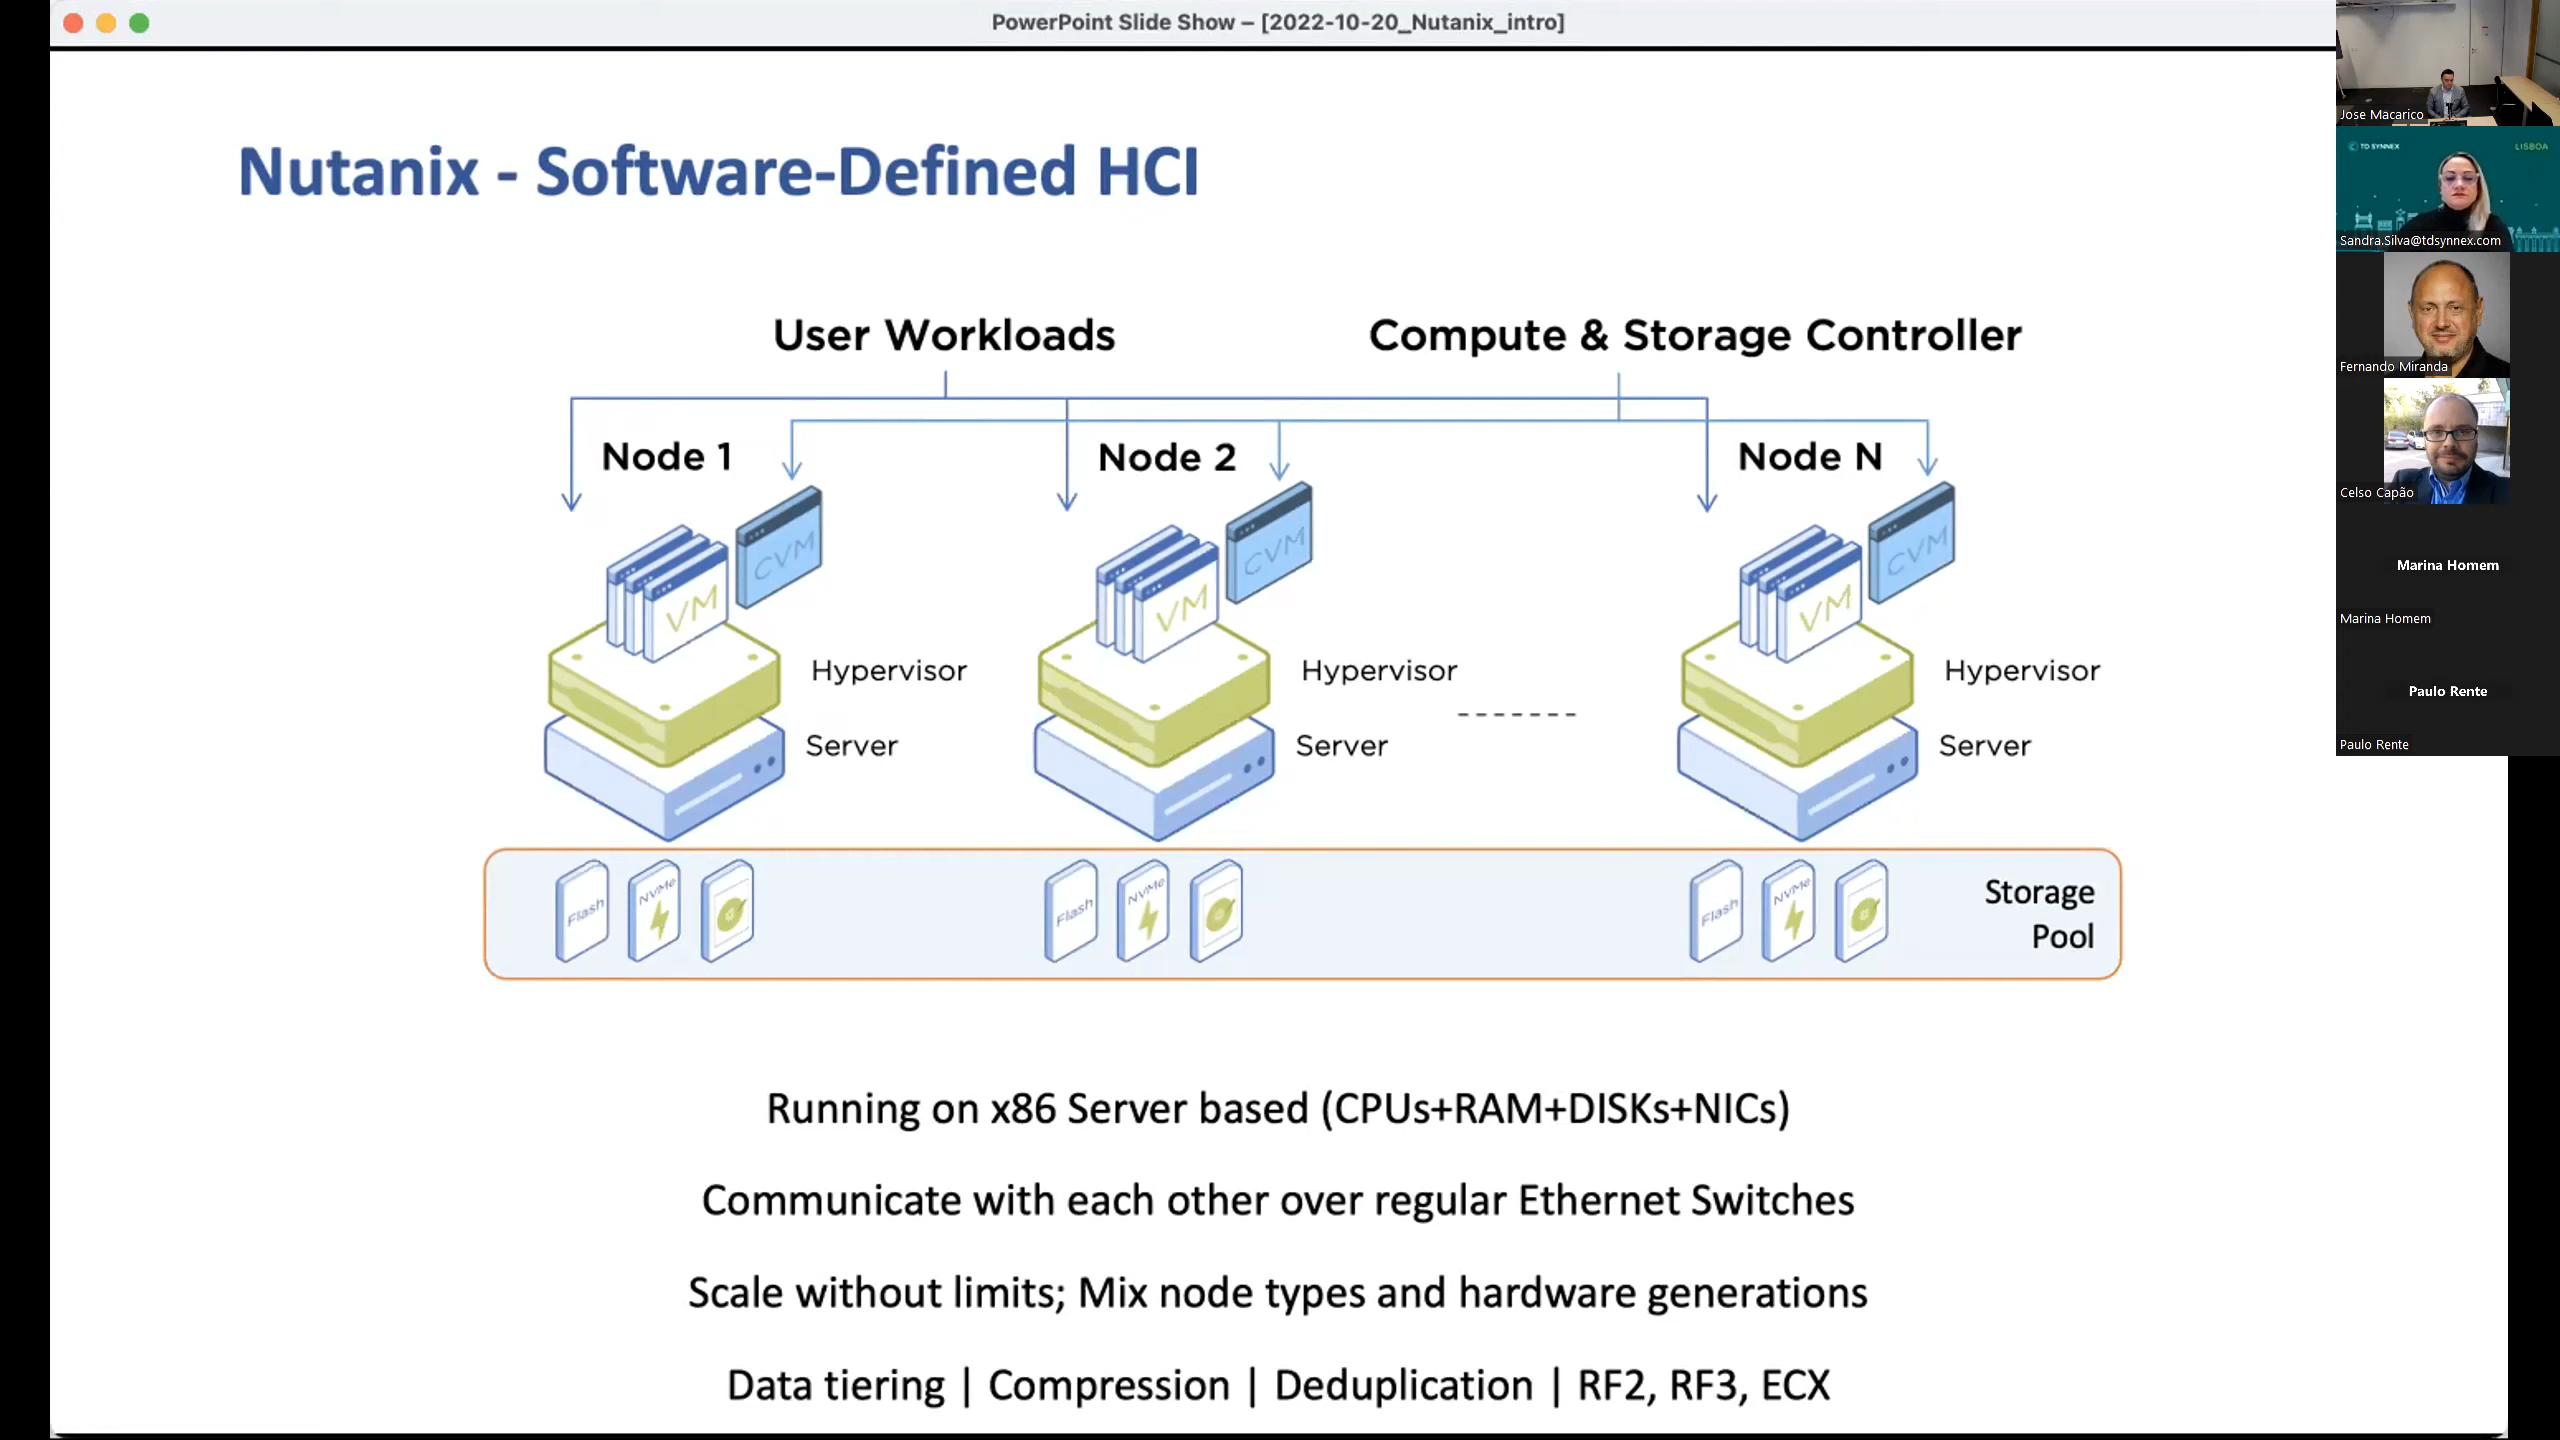 PowerPoint Slide Show – [2022-10-20_Nutanix_intro]
Nutanix - Software-Defined HCI
User Workloads
Compute & Storage Controller
Node 1
Node 2
Node N
CVM
CVM
CVM
VM
VM
VM
Hypervisor
Hypervisor
Hypervisor
Server
Server
Server
Flash
NVMe
Flash
NVMe
Flash
NVMe
Storage
Pool
Running on x86 Server based (CPUs+RAM+DISKs+NICs)
Communicate with each other over regular Ethernet Switches
Scale without limits; Mix node types and hardware generations
Data tiering | Compression | Deduplication | RF2, RF3, ECX
Jose Macarico
TD SYNNEX
LISBOA
Sandra.Silva@tdsynnex.com
Fernando Miranda
Celso Capão
Marina Homem
Marina Homem
Paulo Rente
Paulo Rente